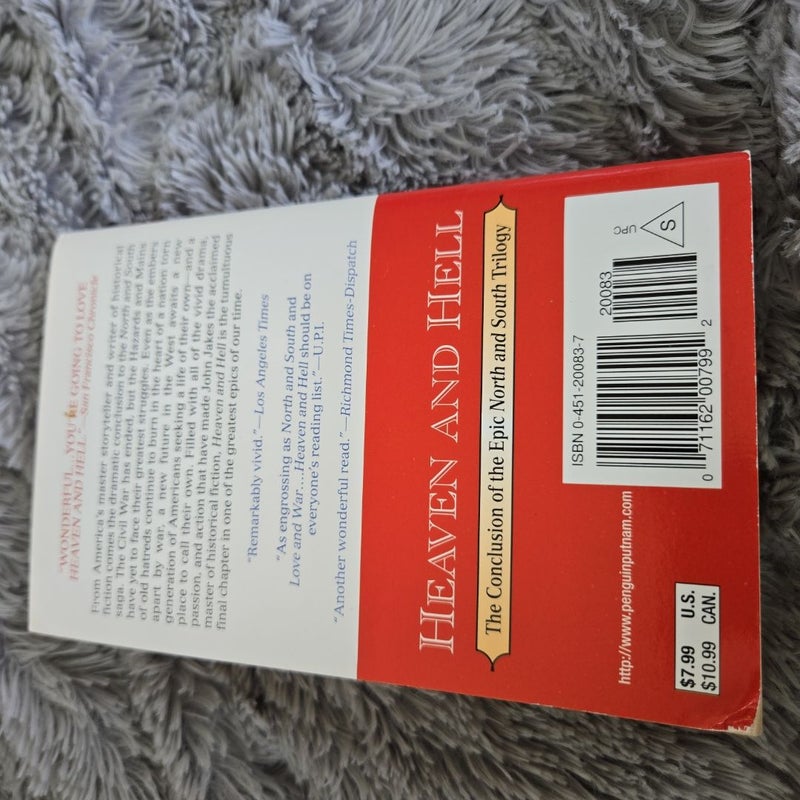 "WONDERFUL...YOU'RE GOING TO LOVE
HEAVEN AND HELL." —San Francisco Chronicle
From America's master storyteller and writer of historical
fiction comes the dramatic conclusion to the North and South
saga. The Civil War has ended, but the Hazards and Mains
have yet to face their greatest struggles. Even as the embers
of old hatreds continue to burn in the heart of a nation torn
apart by war, a new future in the West awaits a new
generation of Americans seeking a life of their own—and a
place to call their own. Filled with all of the vivid drama,
passion, and action that have made John Jakes the acclaimed
master of historical fiction, Heaven and Hell is the tumultuous
final chapter in one of the greatest epics of our time.
"Remarkably vivid."—Los Angeles Times
"As engrossing as North and South and
Love and War....Heaven and Hell should be on
everyone's reading list."—U.P.I.
"Another wonderful read."—Richmond Times-Dispatch
HEAVEN AND HELL
The Conclusion of the Epic North and South Trilogy
http://www.penguinputnam.com
$7.99 U.S.
$10.99 CAN.
ISBN 0-451-20083-7
20083
0 71162 00799 2
UPC
S